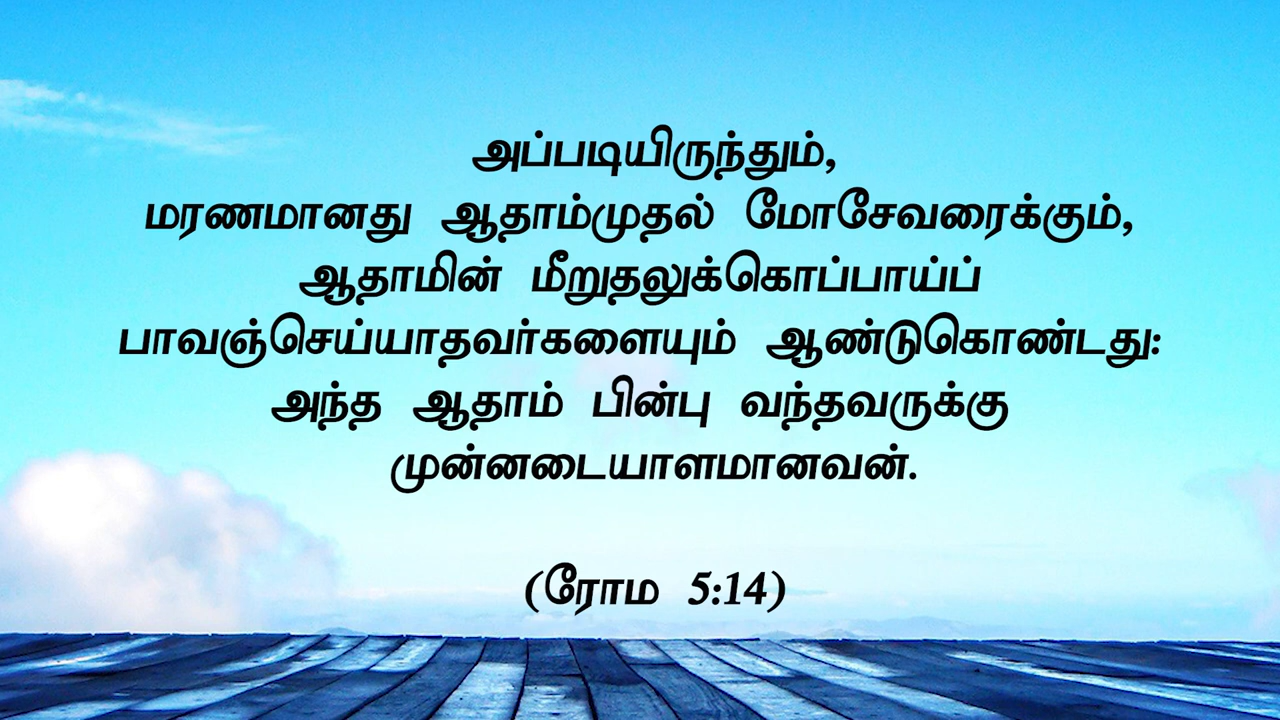 அப்படியிருந்தும்,
மரணமானது ஆதாம்முதல் மோசேவரைக்கும்,
ஆதாமின் மீறுதலுக்கொப்பாய்ப்
பாவஞ்செய்யாதவர்களையும் ஆண்டுகொண்டது:
அந்த ஆதாம் பின்பு வந்தவருக்கு
முன்னடையாளமானவன்.
(ரோம 5:14)